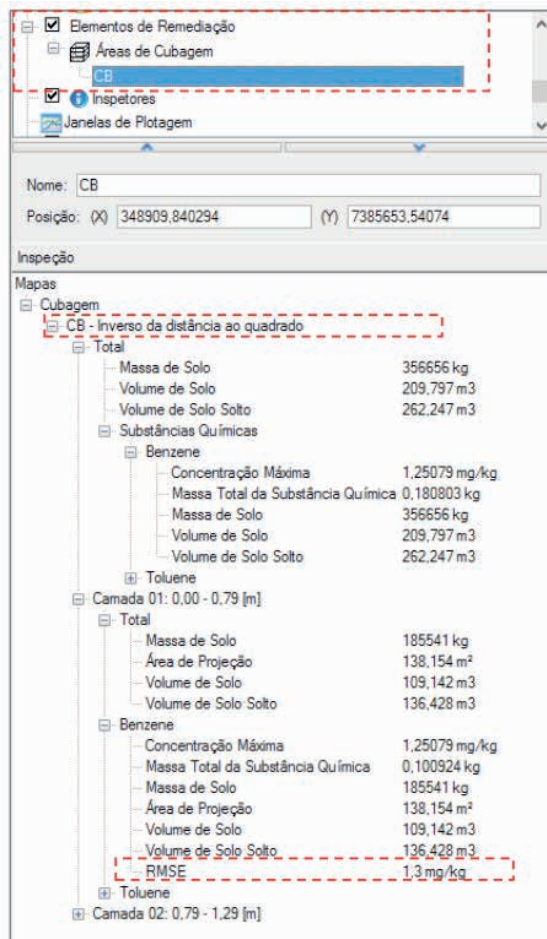 Elementos de Remediação
Áreas de Cubagem
CB
Inspetores
Janelas de Plotagem
Nome: CB
Posição: (X) 348909,840294 (Y) 7385653,54074
Inspeção
Mapas
Cubagem
CB - Inverso da distância ao quadrado
Total
Massa de Solo 356656 kg
Volume de Solo 209,797 m3
Volume de Solo Solto 262,247 m3
Substâncias Químicas
Benzene
Concentração Máxima 1,25079 mg/kg
Massa Total da Substância Química 0,180803 kg
Massa de Solo 356656 kg
Volume de Solo 209,797 m3
Volume de Solo Solto 262,247 m3
Toluene
Camada 01: 0,00 - 0,79 [m]
Total
Massa de Solo 185541 kg
Área de Projeção 138,154 m²
Volume de Solo 109,142 m3
Volume de Solo Solto 136,428 m3
Benzene
Concentração Máxima 1,25079 mg/kg
Massa Total da Substância Química 0,100924 kg
Massa de Solo 185541 kg
Área de Projeção 138,154 m²
Volume de Solo 109,142 m3
Volume de Solo Solto 136,428 m3
RMSE 1,3 mg/kg
Toluene
Camada 02: 0,79 - 1,29 [m]